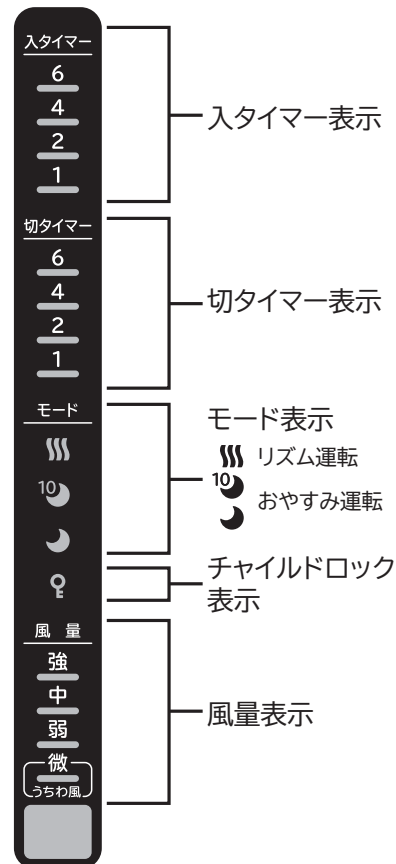 入タイマー
6
4
2
1
切タイマー
6
4
2
1
モード
10
風 量
強
中
弱
微
うちわ風
入タイマー表示
切タイマー表示
モード表示
リズム運転
10
おやすみ運転
チャイルドロック
表示
風量表示